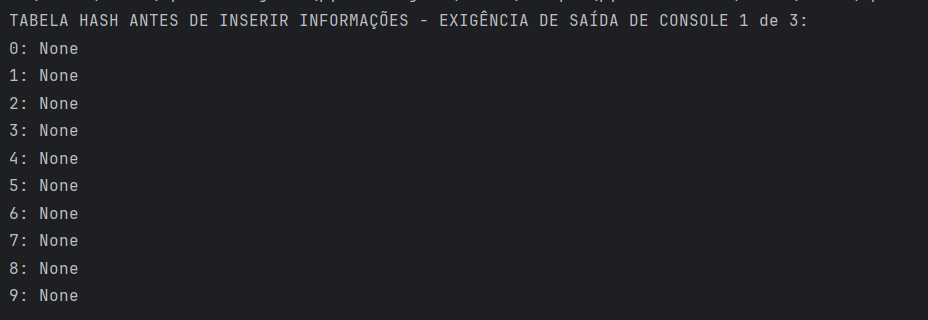 TABELA HASH ANTES DE INSERIR INFORMAÇÕES - EXIGÊNCIA DE SAÍDA DE CONSOLE 1 de 3:
0: None
1: None
2: None
3: None
4: None
5: None
6: None
7: None
8: None
9: None